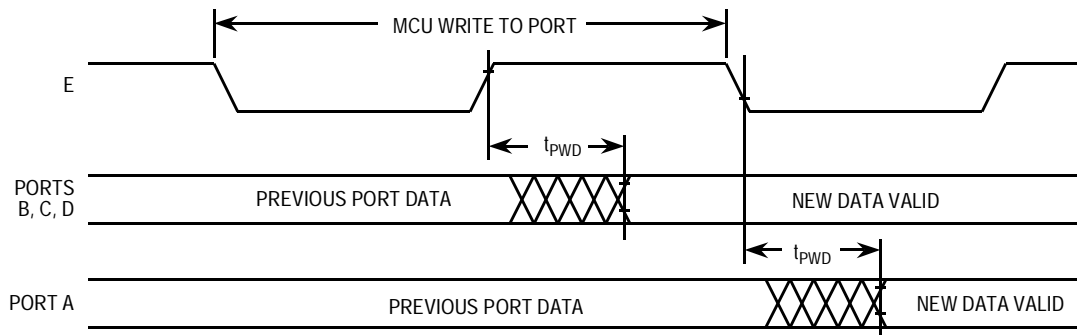 MCU WRITE TO PORT
E
tPWD
PORTS
B, C, D
PREVIOUS PORT DATA
NEW DATA VALID
tPWD
PORT A
PREVIOUS PORT DATA
NEW DATA VALID